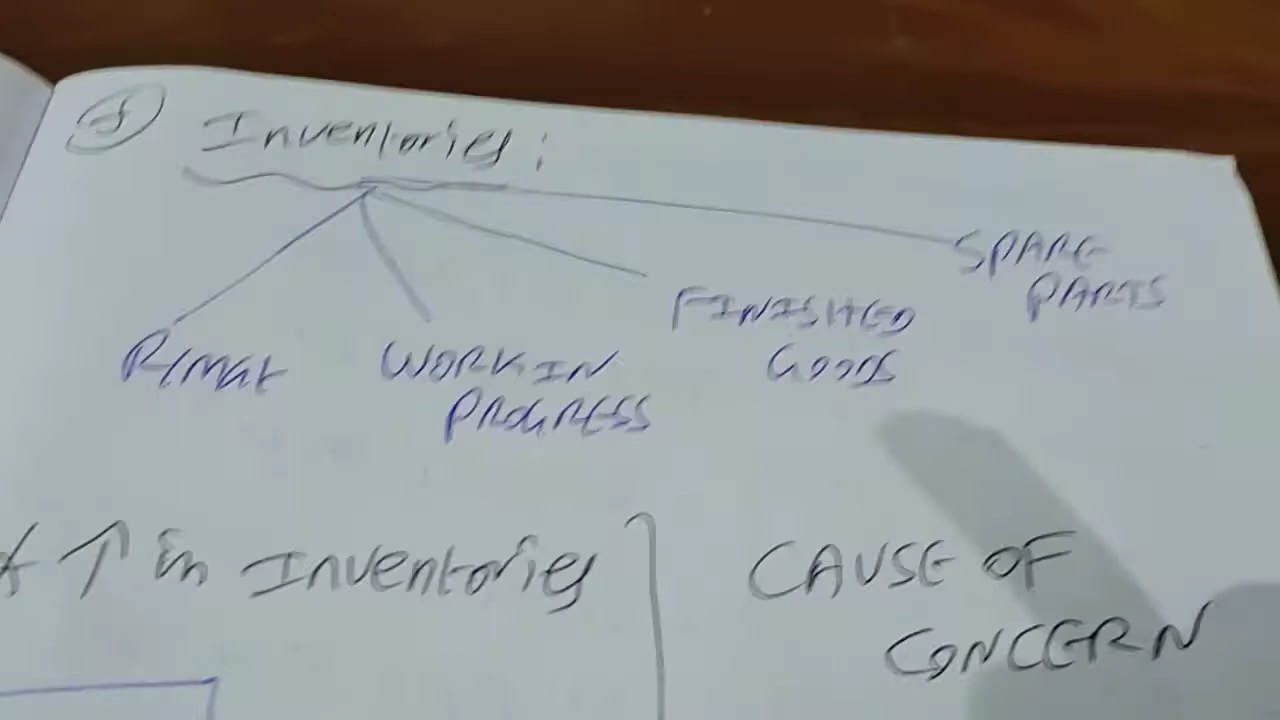 Inventories:
SPARE
PARTS
FINISHED
GOODS
R/Mat
WORK IN
PROGRESS
↑ in Inventories
CAUSE OF
CONCERN